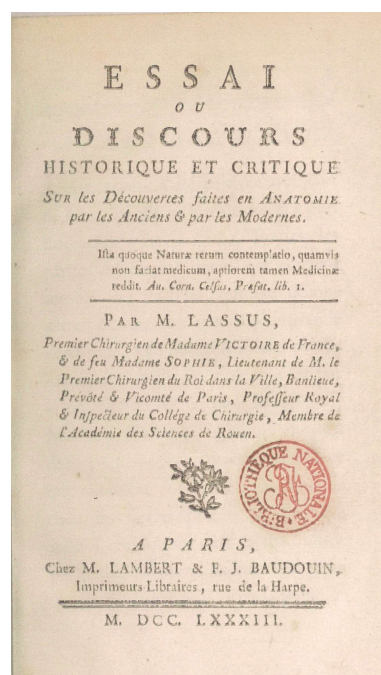 ESSAI
OU
DISCOURS
HISTORIQUE ET CRITIQUE
SUR les Découvertes faites en ANATOMIE
par les Anciens & par les Modernes.
Ista quoque Naturæ rerum contemplatio, quamvis
non faciat medicum, aptiorem tamen Medicinæ
reddit. Au. Corn. Celsus, Præfat. lib. 1.
PAR M. LASSUS,
Premier Chirurgien de Madame VICTOIRE de France,
& de feu Madame SOPHIE, Lieutenant de M. le
Premier Chirurgien du Roi dans la Ville, Banlieue,
Prévôté & Vicomté de Paris, Professeur Royal
& Inspecteur du Collége de Chirurgie, Membre de
l'Académie des Sciences de Rouen.
BIBLIOTHEQUE NATIONALE
A PARIS,
Chez M. LAMBERT & F. J. BAUDOUIN,
Imprimeurs-Libraires, rue de la Harpe.
M. DCC. LXXXIII.